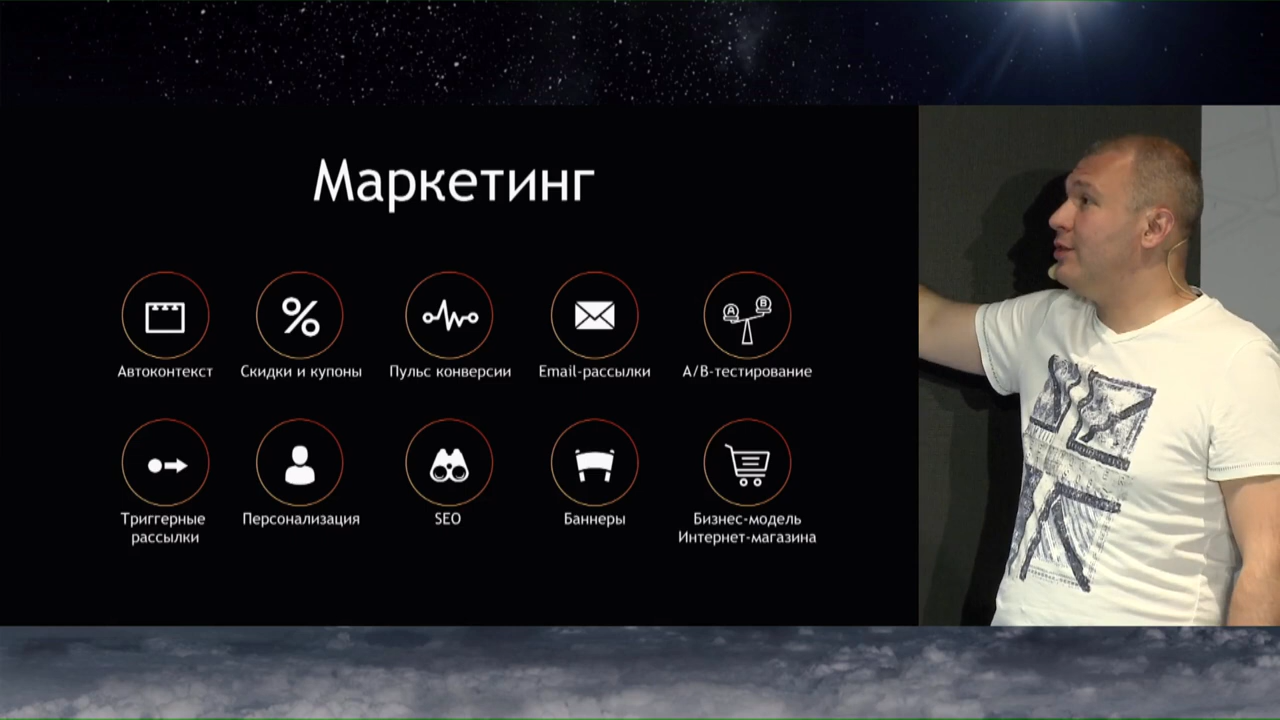 Маркетинг
Автоконтекст
Скидки и купоны
Пульс конверсии
Email-рассылки
A/B-тестирование
A
B
Триггерные
рассылки
Персонализация
SEO
Баннеры
Бизнес-модель
Интернет-магазина